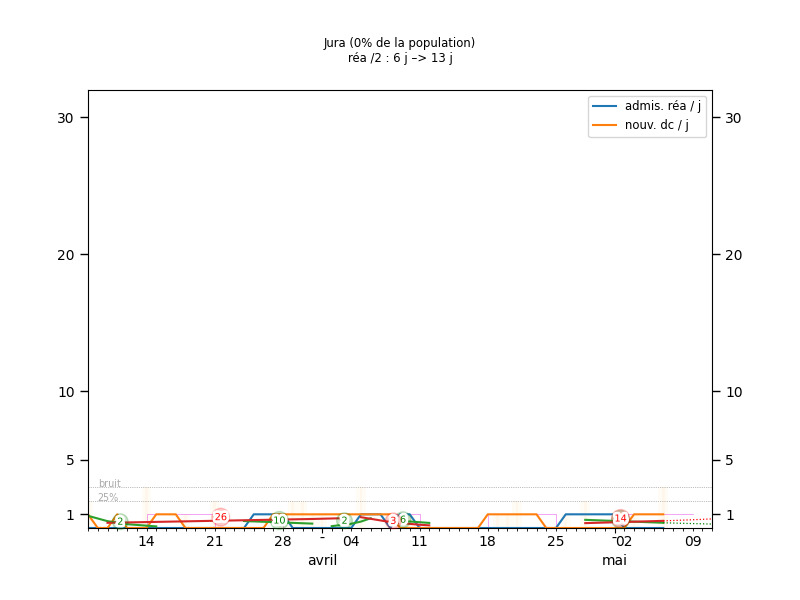 Jura (0% de la population)
réa /2 : 6 j –> 13 j
admis. réa / j
nouv. dc / j
30 30
20 20
10 10
5 5
bruit
25%
1 1
2 26 10 2 3 6 14
14 21 28 - 04 11 18 25 02 09
avril mai